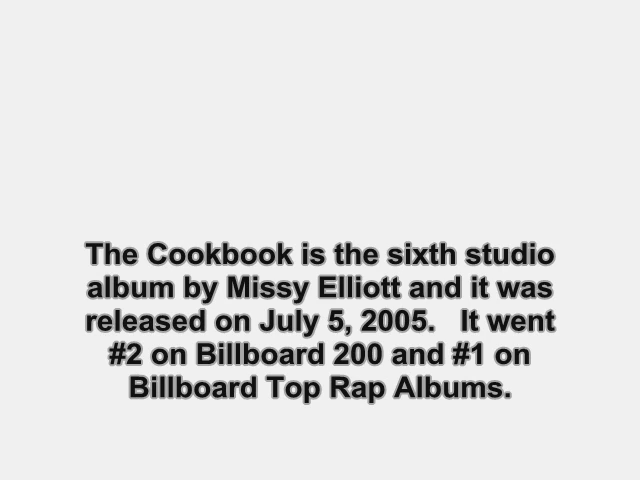 The Cookbook is the sixth studio
album by Missy Elliott and it was
released on July 5, 2005.   It went
#2 on Billboard 200 and #1 on
Billboard Top Rap Albums.